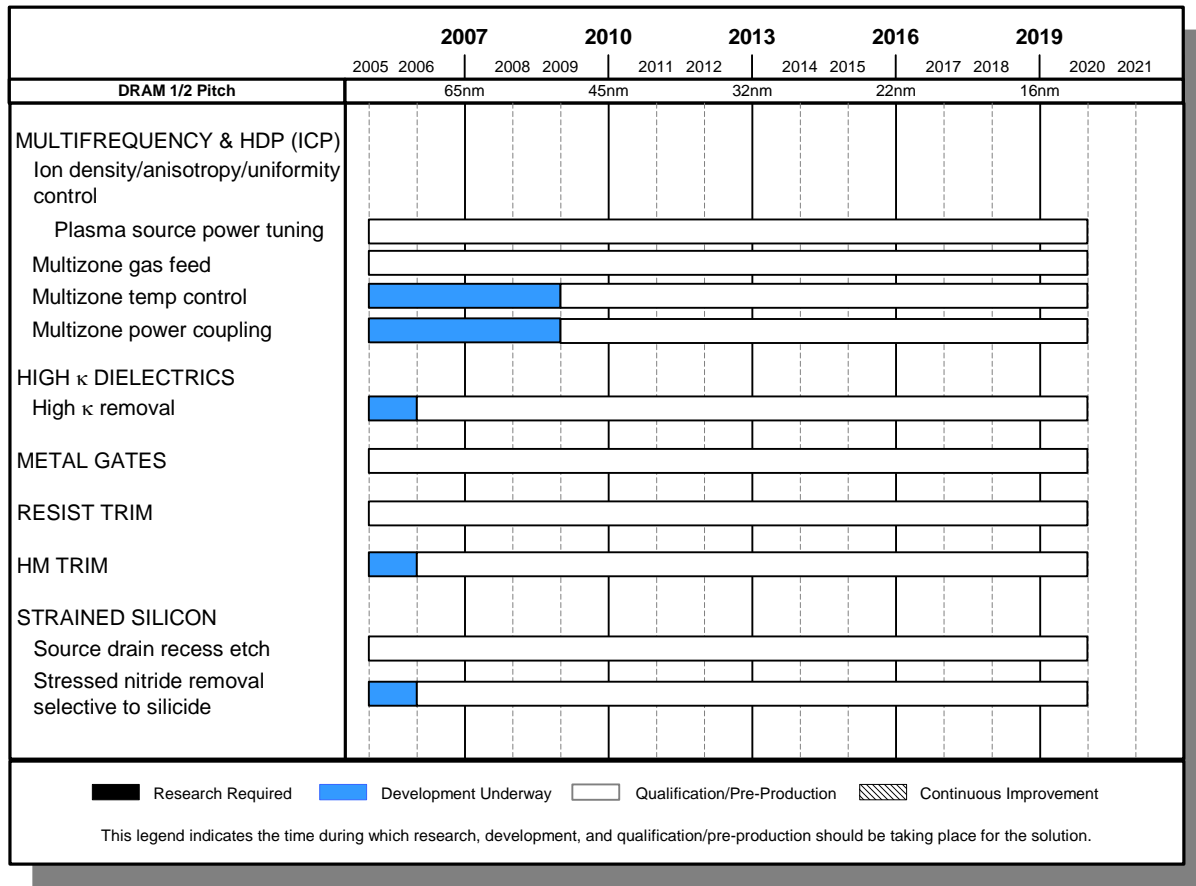 2007 2010 2013 2016 2019
2005 2006 2008 2009 2011 2012 2014 2015 2017 2018 2020 2021
DRAM 1/2 Pitch 65nm 45nm 32nm 22nm 16nm
MULTIFREQUENCY & HDP (ICP)
Ion density/anisotropy/uniformity
control
Plasma source power tuning
Multizone gas feed
Multizone temp control
Multizone power coupling
HIGH κ DIELECTRICS
High κ removal
METAL GATES
RESIST TRIM
HM TRIM
STRAINED SILICON
Source drain recess etch
Stressed nitride removal
selective to silicide
Research Required Development Underway Qualification/Pre-Production Continuous Improvement
This legend indicates the time during which research, development, and qualification/pre-production should be taking place for the solution.